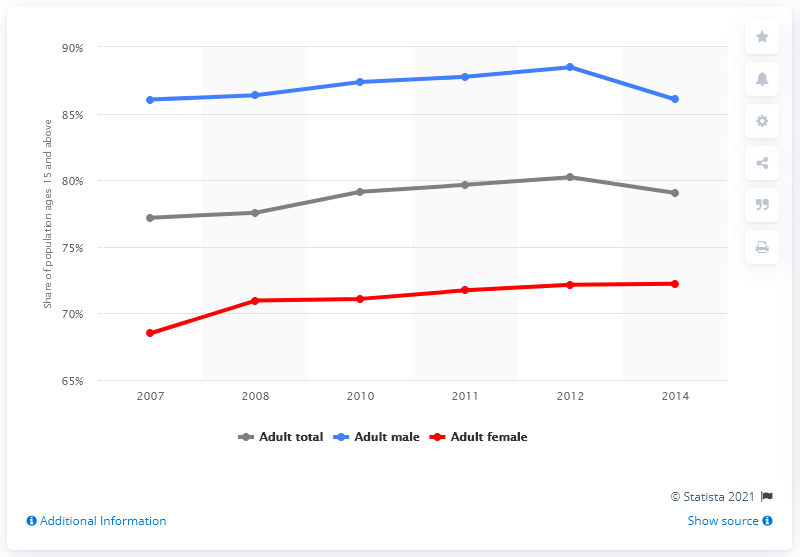 90%
85%
80%
75%
70%
65%
Share of population ages 15 and above
2007 2008 2010 2011 2012 2014
Adult total Adult male Adult female
© Statista 2021
Additional Information Show source